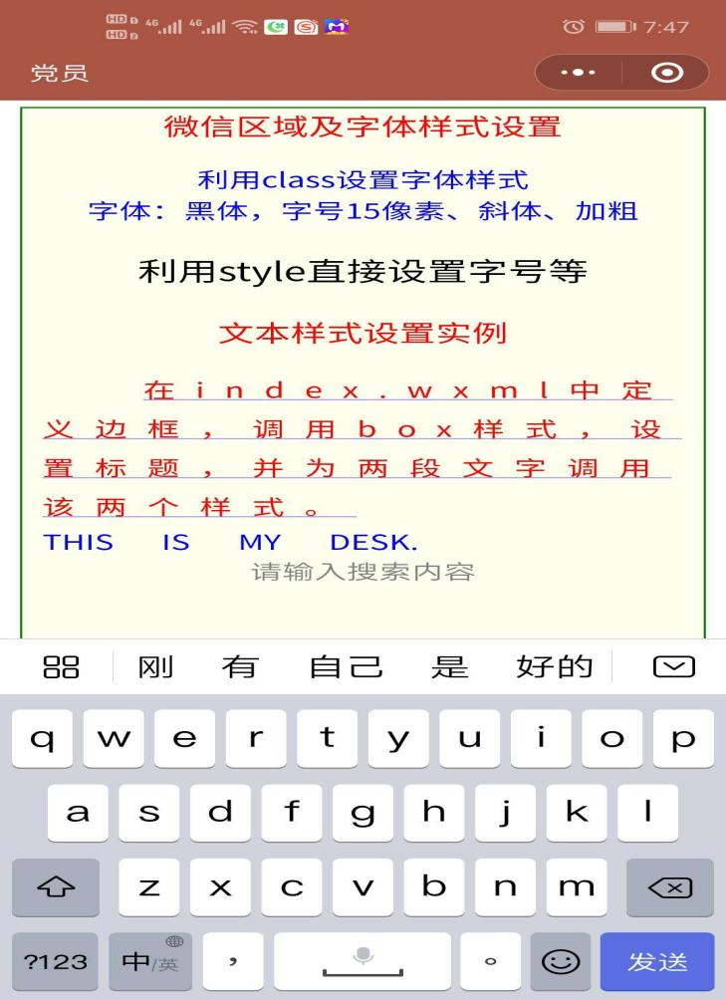 HD 1 4G 4G 7:47
HD 2
党员
微信区域及字体样式设置
利用class设置字体样式
字体：黑体，字号15像素、斜体、加粗
利用style直接设置字号等
文本样式设置实例
在index.wxml中定
义边框，调用box样式，设
置标题，并为两段文字调用
该两个样式。
THIS IS MY DESK.
请输入搜索内容
刚 有 自己 是 好的
q w e r t y u i o p
a s d f g h j k l
z x c v b n m
?123 中/英 , 。 发送